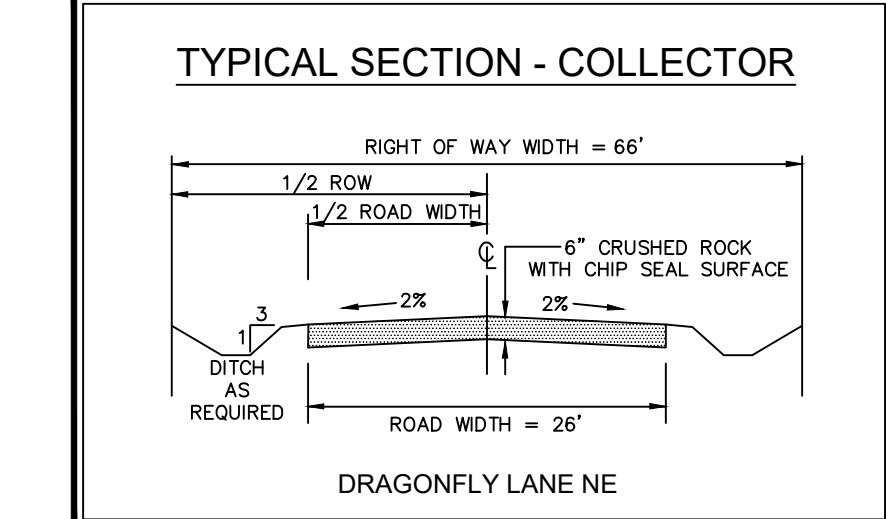 TYPICAL SECTION - COLLECTOR
RIGHT OF WAY WIDTH = 66'
1/2 ROW
1/2 ROAD WIDTH
℄
6" CRUSHED ROCK
WITH CHIP SEAL SURFACE
2%
2%
3
1
DITCH
AS
REQUIRED
ROAD WIDTH = 26'
DRAGONFLY LANE NE